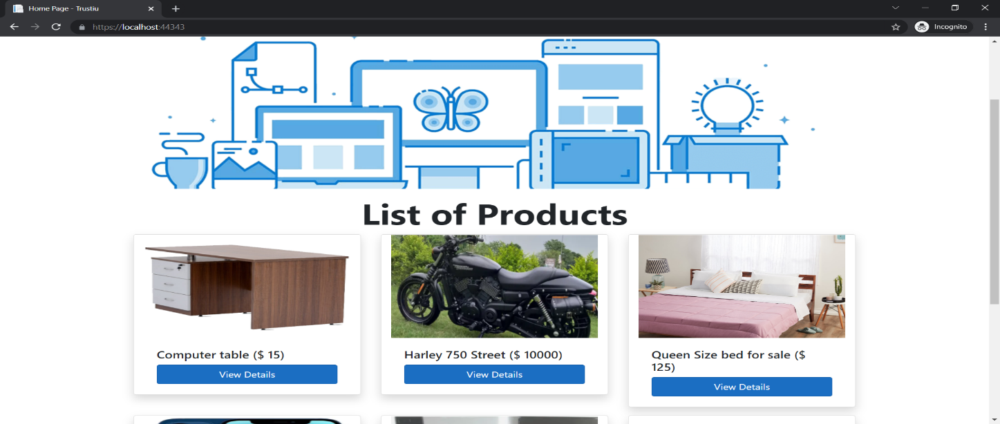 Home Page - Trustiu
https://localhost:44343
Incognito
List of Products
Computer table ($ 15)
View Details
Harley 750 Street ($ 10000)
View Details
Queen Size bed for sale ($
125)
View Details